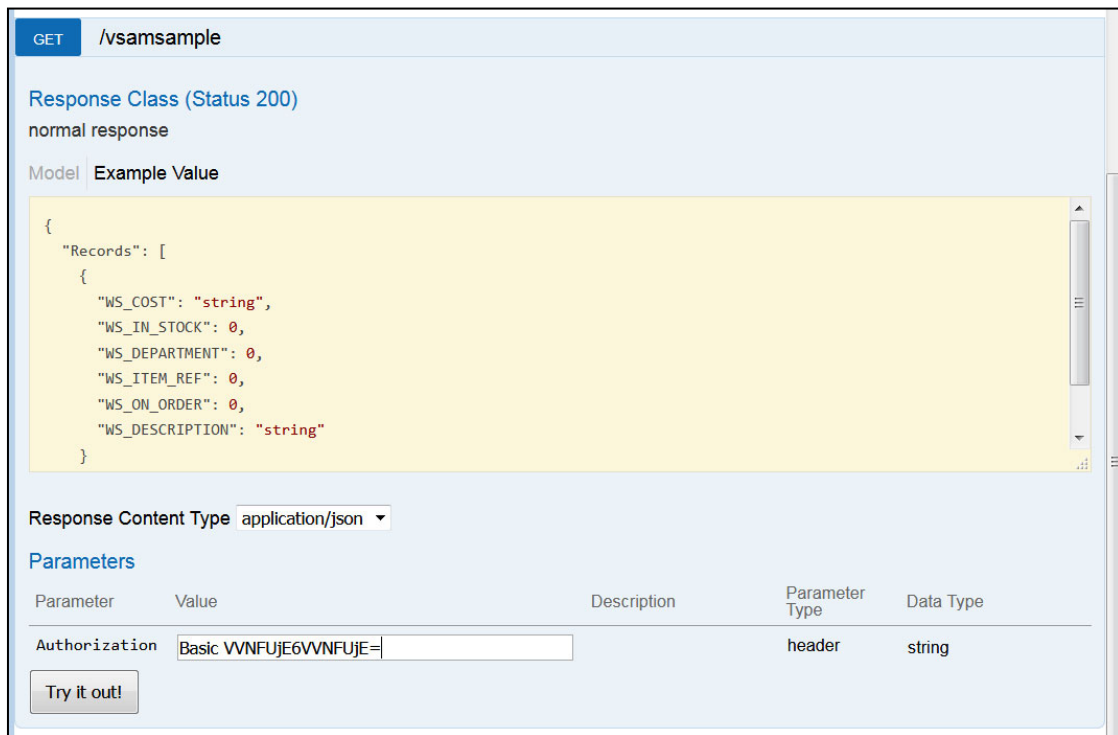 GET /vsamsample
Response Class (Status 200)
normal response
Model Example Value
{
"Records": [
{
"WS_COST": "string",
"WS_IN_STOCK": 0,
"WS_DEPARTMENT": 0,
"WS_ITEM_REF": 0,
"WS_ON_ORDER": 0,
"WS_DESCRIPTION": "string"
}
Response Content Type application/json
Parameters
Parameter Value Description Parameter Type Data Type
Authorization Basic VVNFUjE6VVNFUjE= header string
Try it out!